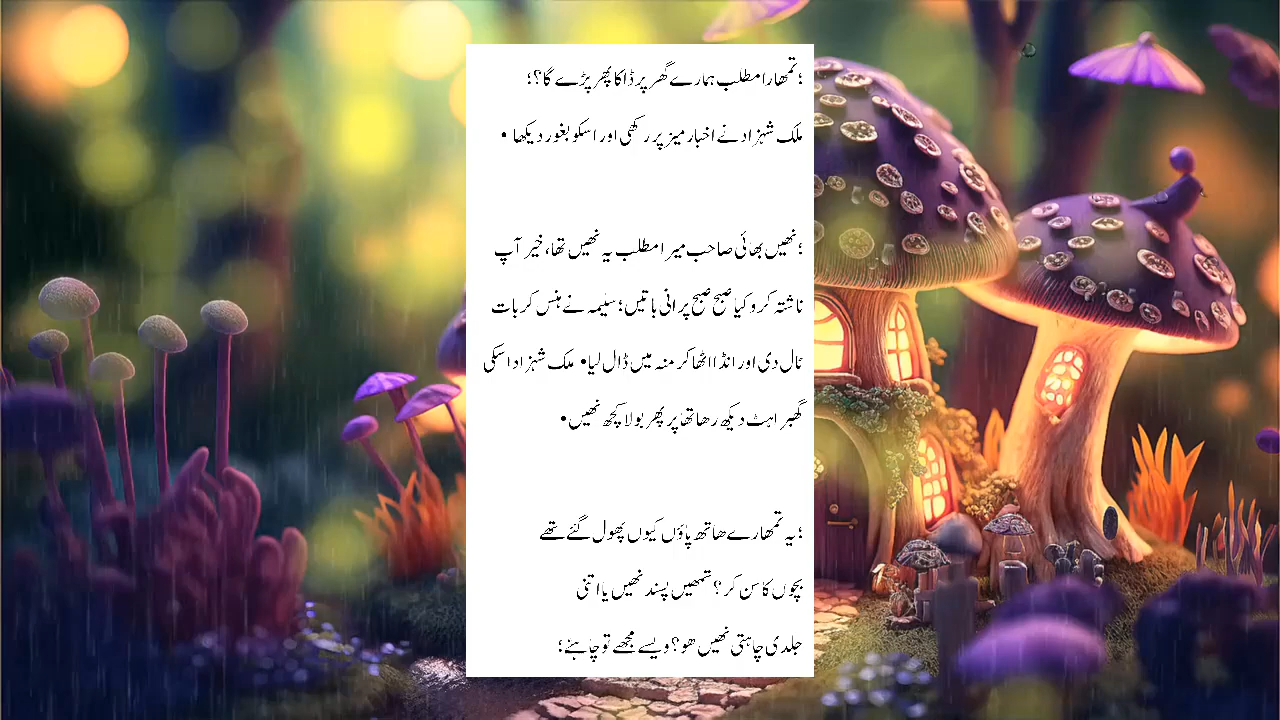 ؛تمھارا مطلب ہمارے گھر پر ڈاکا پھر پڑے گا؟؛
ملک شہزاد نے اخبار میز پر رکھی اور اسکو بغور دیکھا •
؛نھیں بھائی صاحب میرا مطلب یہ نھیں تھا، خیر آپ
ناشتہ کرو کیا صبح صبح پرانی باتیں؛ سلیمہ نے ہنس کر بات
ٹال دی اور انڈا اٹھا کر منہ میں ڈال لیا• ملک شہزاد اسکی
گھبراہٹ دیکھ رھا تھا پر پھر بولا کچھ نھیں•
؛یہ تمھارے ھاتھ پاؤں کیوں پھول گئے تھے
بچوں کا سن کر؟ تمھیں پسند نھیں یا اتنی
جلدی چاہتی نھیں ھو؟ ویسے مجھے تو چاہئے؛